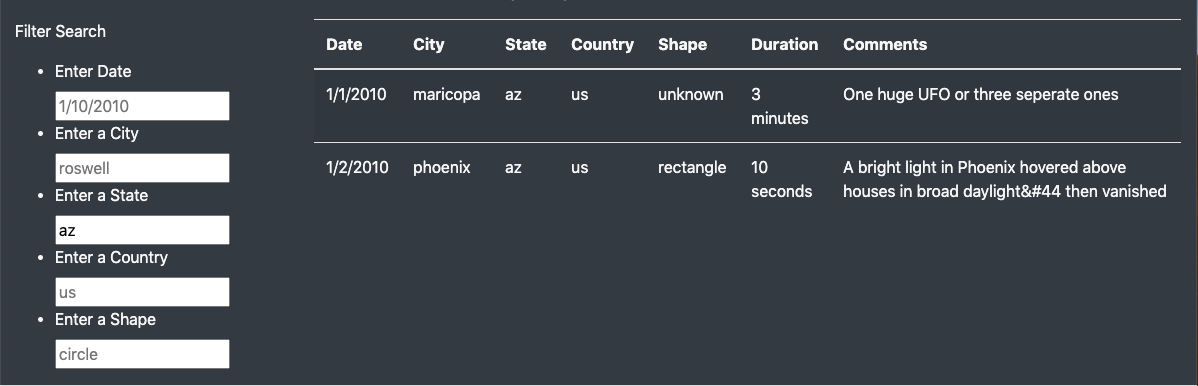 Filter Search
Enter Date
1/10/2010
Enter a City
roswell
Enter a State
az
Enter a Country
us
Enter a Shape
circle
Date City State Country Shape Duration Comments
1/1/2010 maricopa az us unknown 3 One huge UFO or three seperate ones
minutes
1/2/2010 phoenix az us rectangle 10 A bright light in Phoenix hovered above
seconds houses in broad daylight&#44 then vanished